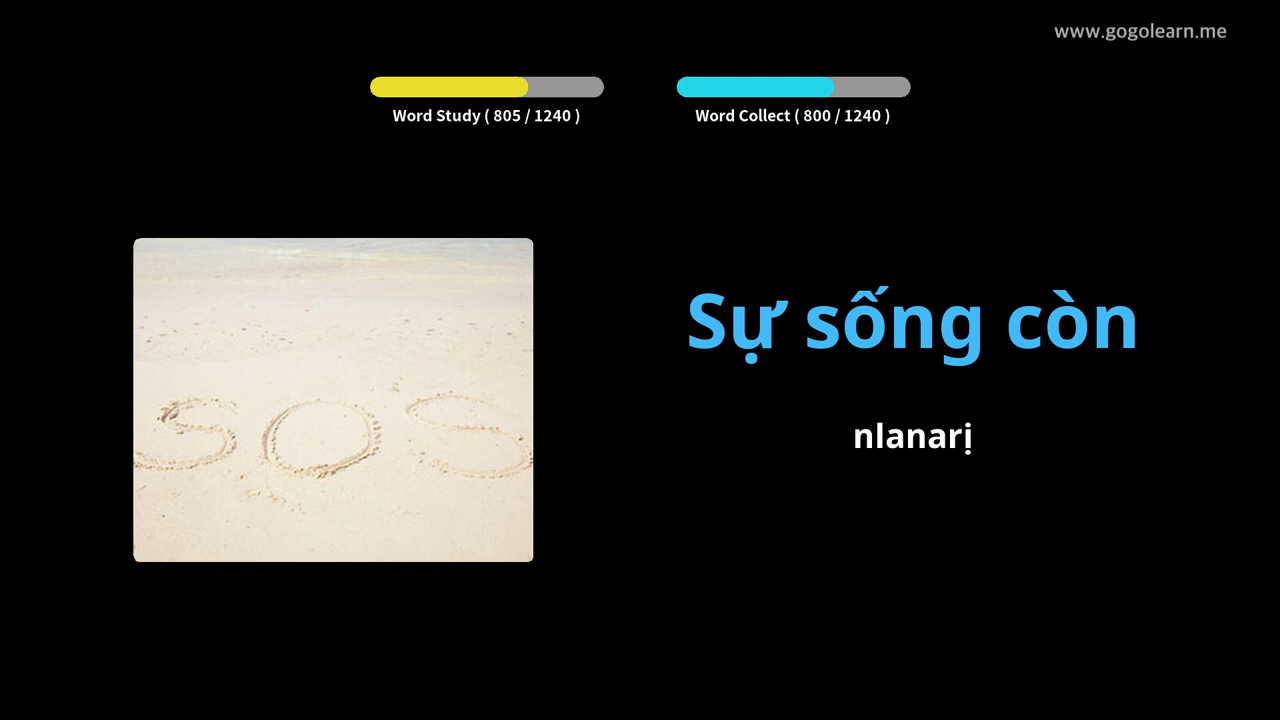 www.gogolearn.me
Word Study ( 805 / 1240 )
Word Collect ( 800 / 1240 )
SOS
Sự sống còn
nlanarị